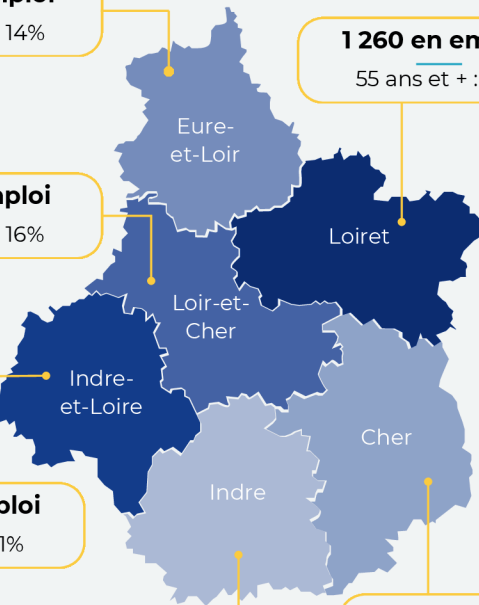 14%
1 260 en em
55 ans et + :
Eure-
et-Loir
ploi
16%
Loiret
Loir-et-
Cher
Indre-
et-Loire
Cher
Indre
ploi
1%